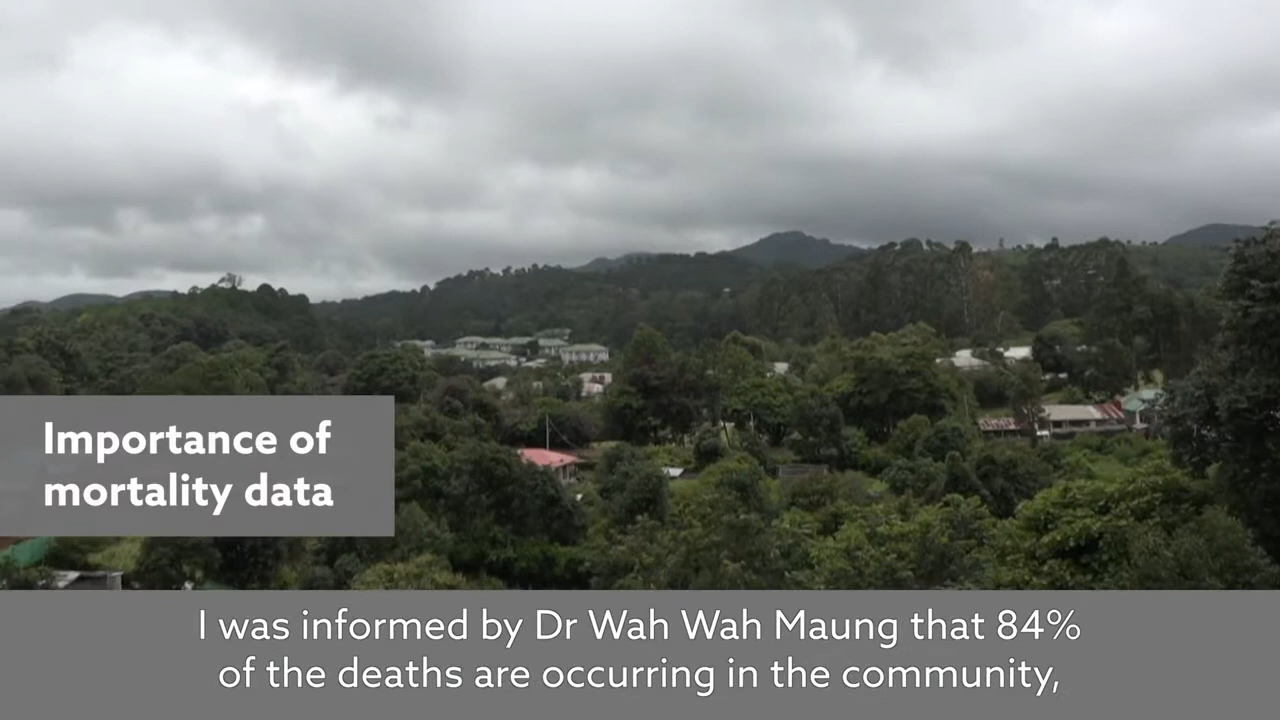 Importance of
mortality data
I was informed by Dr Wah Wah Maung that 84%
of the deaths are occurring in the community,